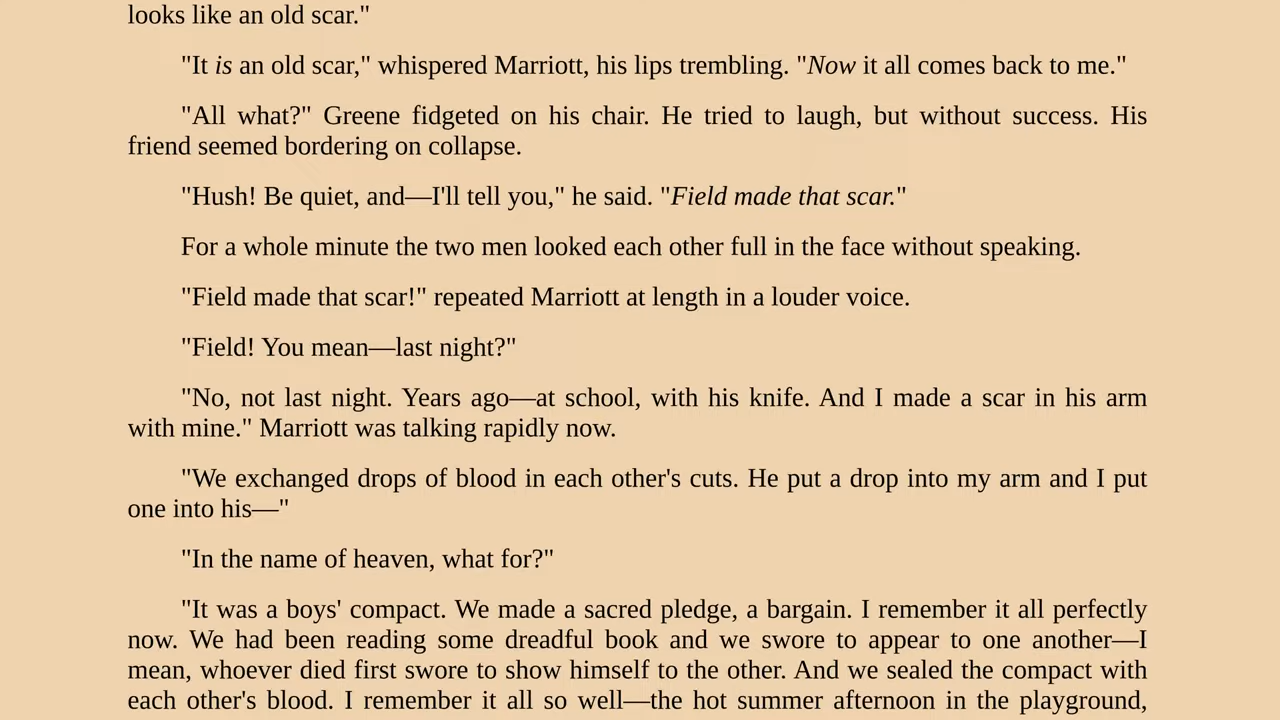 looks like an old scar."
"It is an old scar," whispered Marriott, his lips trembling. "Now it all comes back to me."
"All what?" Greene fidgeted on his chair. He tried to laugh, but without success. His
friend seemed bordering on collapse.
"Hush! Be quiet, and—I'll tell you," he said. "Field made that scar."
For a whole minute the two men looked each other full in the face without speaking.
"Field made that scar!" repeated Marriott at length in a louder voice.
"Field! You mean—last night?"
"No, not last night. Years ago—at school, with his knife. And I made a scar in his arm
with mine." Marriott was talking rapidly now.
"We exchanged drops of blood in each other's cuts. He put a drop into my arm and I put
one into his—"
"In the name of heaven, what for?"
"It was a boys' compact. We made a sacred pledge, a bargain. I remember it all perfectly
now. We had been reading some dreadful book and we swore to appear to one another—I
mean, whoever died first swore to show himself to the other. And we sealed the compact with
each other's blood. I remember it all so well—the hot summer afternoon in the playground,